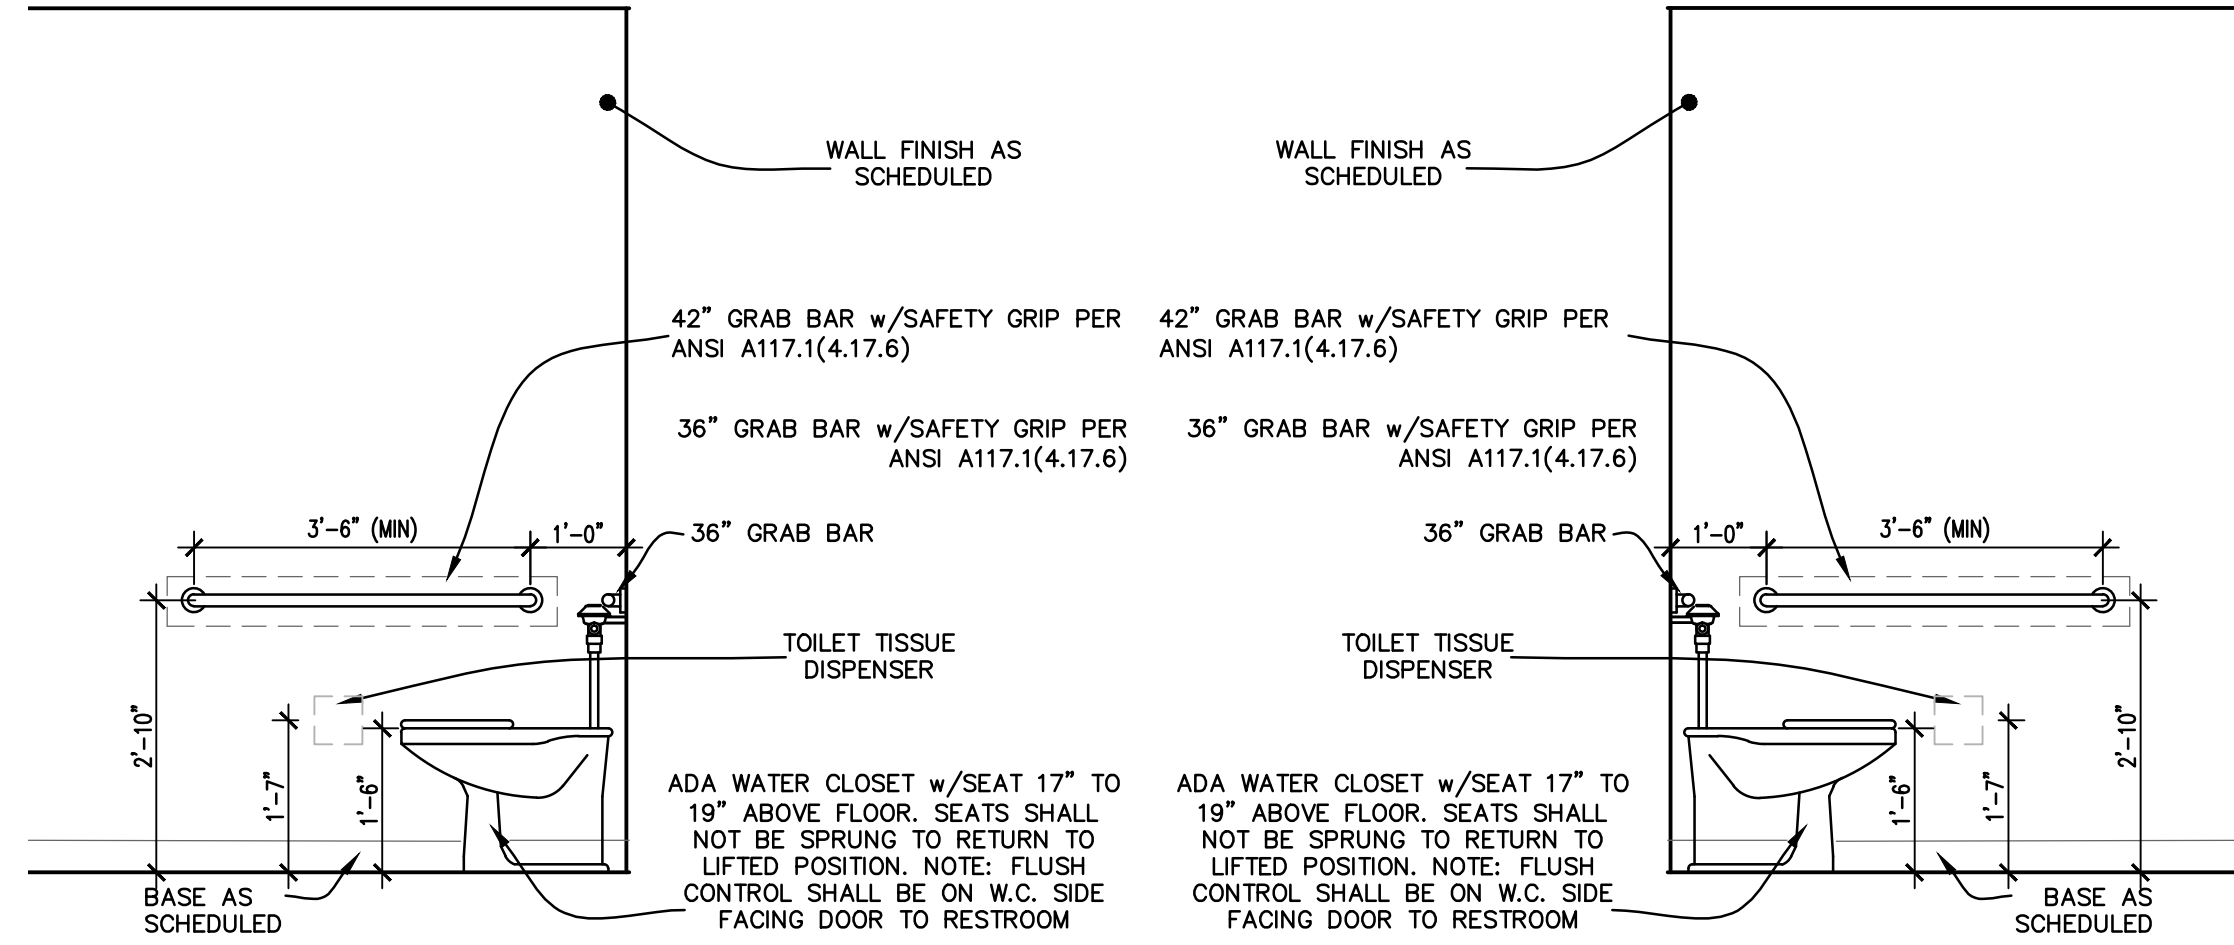 WALL FINISH AS
SCHEDULED
42" GRAB BAR w/SAFETY GRIP PER
ANSI A117.1(4.17.6)
36" GRAB BAR w/SAFETY GRIP PER
ANSI A117.1(4.17.6)
3'-6" (MIN)
1'-0"
36" GRAB BAR
TOILET TISSUE
DISPENSER
2'-10"
1'-7"
1'-6"
ADA WATER CLOSET w/SEAT 17" TO
19" ABOVE FLOOR. SEATS SHALL
NOT BE SPRUNG TO RETURN TO
LIFTED POSITION. NOTE: FLUSH
CONTROL SHALL BE ON W.C. SIDE
FACING DOOR TO RESTROOM
BASE AS
SCHEDULED
WALL FINISH AS
SCHEDULED
42" GRAB BAR w/SAFETY GRIP PER
ANSI A117.1(4.17.6)
36" GRAB BAR w/SAFETY GRIP PER
ANSI A117.1(4.17.6)
36" GRAB BAR
1'-0"
3'-6" (MIN)
TOILET TISSUE
DISPENSER
ADA WATER CLOSET w/SEAT 17" TO
19" ABOVE FLOOR. SEATS SHALL
NOT BE SPRUNG TO RETURN TO
LIFTED POSITION. NOTE: FLUSH
CONTROL SHALL BE ON W.C. SIDE
FACING DOOR TO RESTROOM
1'-6"
1'-7"
2'-10"
BASE AS
SCHEDULED